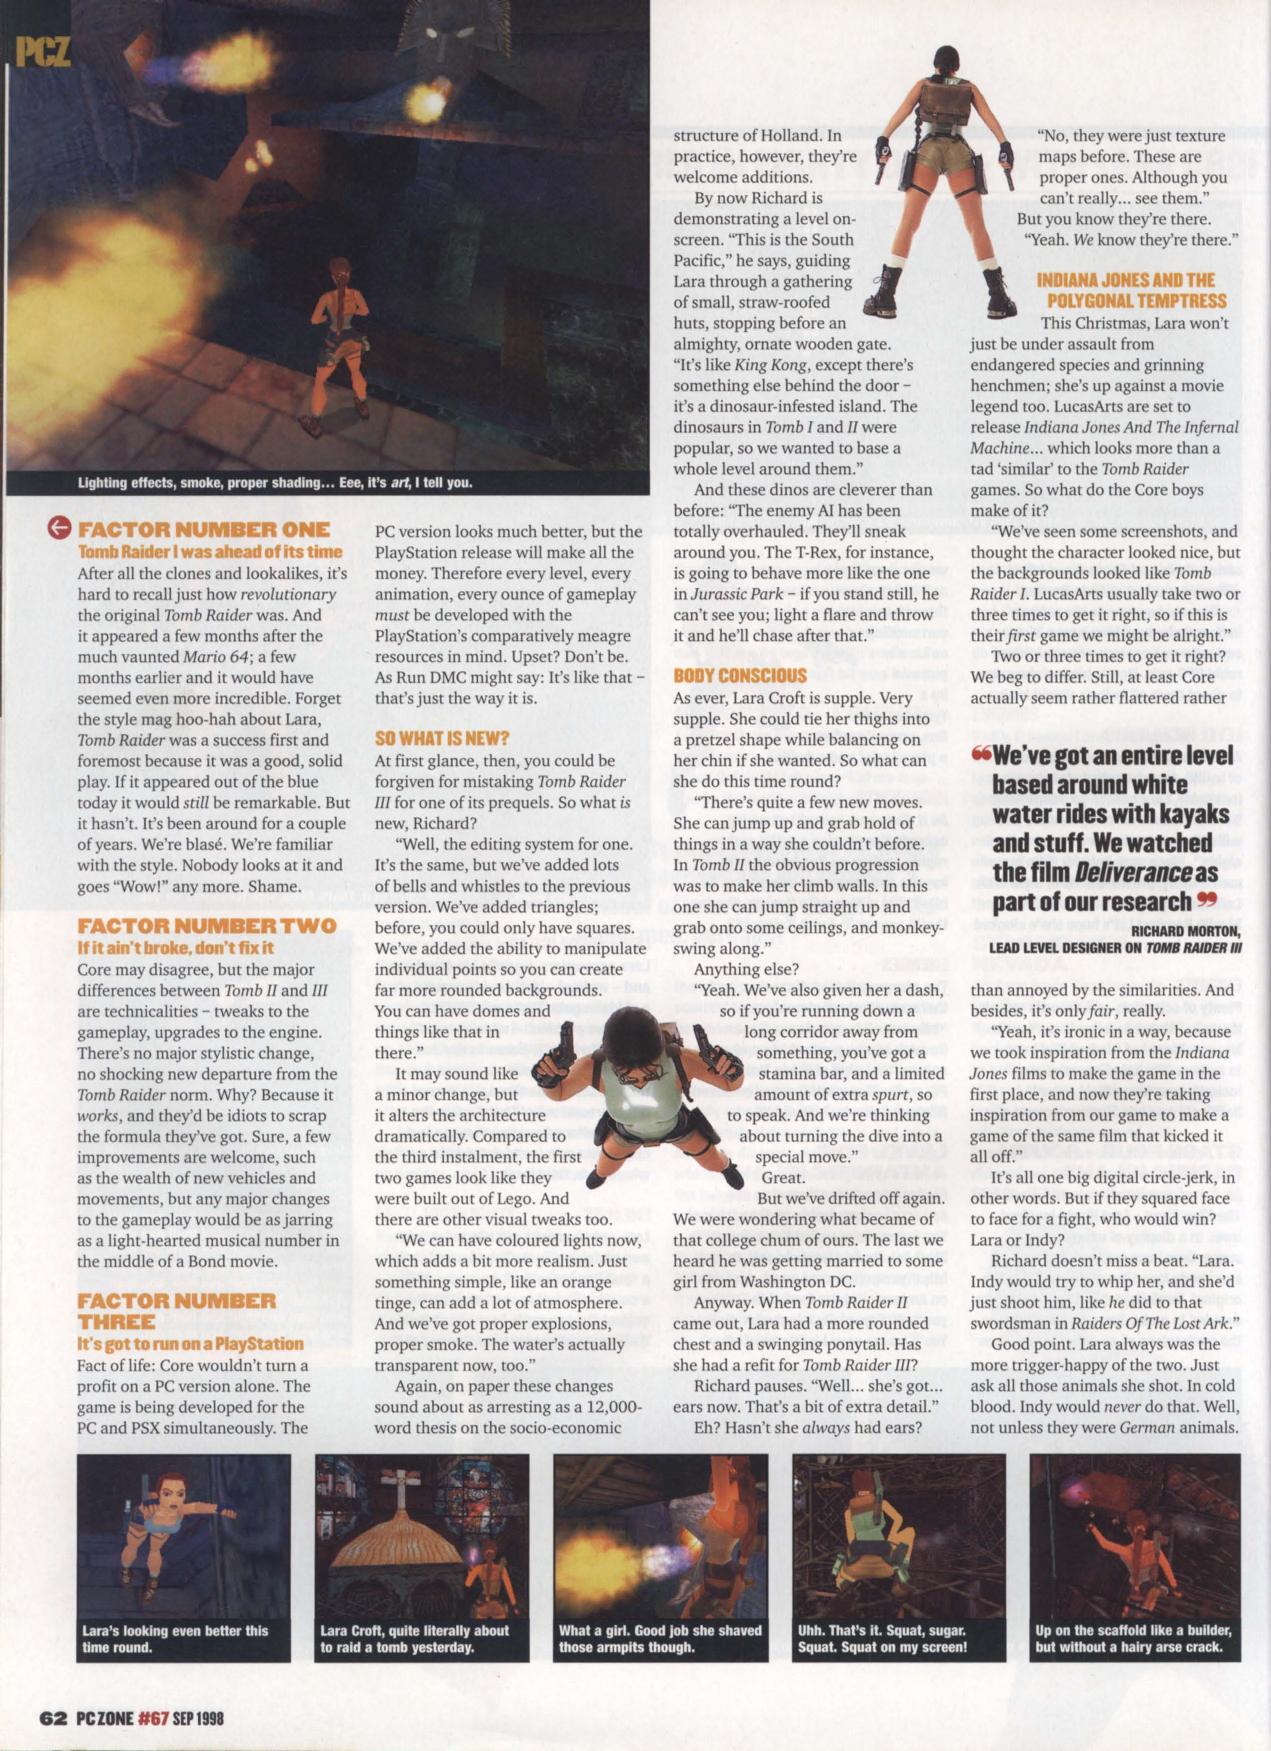 PCZ
Lighting effects, smoke, proper shading... Eee, it's art, I tell you.
FACTOR NUMBER ONE
Tomb Raider I was ahead of its time
After all the clones and lookalikes, it's
hard to recall just how revolutionary
the original Tomb Raider was. And
it appeared a few months after the
much vaunted Mario 64; a few
months earlier and it would have
seemed even more incredible. Forget
the style mag hoo-hah about Lara,
Tomb Raider was a success first and
foremost because it was a good, solid
play. If it appeared out of the blue
today it would still be remarkable. But
it hasn't. It's been around for a couple
of years. We're blasé. We're familiar
with the style. Nobody looks at it and
goes “Wow!” any more. Shame.
FACTOR NUMBER TWO
If it ain't broke, don't fix it
Core may disagree, but the major
differences between Tomb II and III
are technicalities – tweaks to the
gameplay, upgrades to the engine.
There's no major stylistic change,
no shocking new departure from the
Tomb Raider norm. Why? Because it
works, and they'd be idiots to scrap
the formula they've got. Sure, a few
improvements are welcome, such
as the wealth of new vehicles and
movements, but any major changes
to the gameplay would be as jarring
as a light-hearted musical number in
the middle of a Bond movie.
FACTOR NUMBER
THREE
It's got to run on a PlayStation
Fact of life: Core wouldn't turn a
profit on a PC version alone. The
game is being developed for the
PC and PSX simultaneously. The
PC version looks much better, but the
PlayStation release will make all the
money. Therefore every level, every
animation, every ounce of gameplay
must be developed with the
PlayStation's comparatively meagre
resources in mind. Upset? Don't be.
As Run DMC might say: It's like that –
that's just the way it is.
SO WHAT IS NEW?
At first glance, then, you could be
forgiven for mistaking Tomb Raider
III for one of its prequels. So what is
new, Richard?
“Well, the editing system for one.
It's the same, but we've added lots
of bells and whistles to the previous
version. We've added triangles;
before, you could only have squares.
We've added the ability to manipulate
individual points so you can create
far more rounded backgrounds.
You can have domes and
things like that in
there.”
It may sound like
a minor change, but
it alters the architecture
dramatically. Compared to
the third instalment, the first
two games look like they
were built out of Lego. And
there are other visual tweaks too.
“We can have coloured lights now,
which adds a bit more realism. Just
something simple, like an orange
tinge, can add a lot of atmosphere.
And we've got proper explosions,
proper smoke. The water's actually
transparent now, too.”
Again, on paper these changes
sound about as arresting as a 12,000-
word thesis on the socio-economic
structure of Holland. In
practice, however, they're
welcome additions.
By now Richard is
demonstrating a level on-
screen. “This is the South
Pacific,” he says, guiding
Lara through a gathering
of small, straw-roofed
huts, stopping before an
almighty, ornate wooden gate.
“It's like King Kong, except there's
something else behind the door –
it's a dinosaur-infested island. The
dinosaurs in Tomb I and II were
popular, so we wanted to base a
whole level around them.”
And these dinos are cleverer than
before: “The enemy AI has been
totally overhauled. They'll sneak
around you. The T-Rex, for instance,
is going to behave more like the one
in Jurassic Park – if you stand still, he
can't see you; light a flare and throw
it and he'll chase after that.”
BODY CONSCIOUS
As ever, Lara Croft is supple. Very
supple. She could tie her thighs into
a pretzel shape while balancing on
her chin if she wanted. So what can
she do this time round?
“There's quite a few new moves.
She can jump up and grab hold of
things in a way she couldn't before.
In Tomb II the obvious progression
was to make her climb walls. In this
one she can jump straight up and
grab onto some ceilings, and monkey-
swing along.”
Anything else?
“Yeah. We've also given her a dash,
so if you're running down a
long corridor away from
something, you've got a
stamina bar, and a limited
amount of extra spurt, so
to speak. And we're thinking
about turning the dive into a
special move.”
Great.
But we've drifted off again.
We were wondering what became of
that college chum of ours. The last we
heard he was getting married to some
girl from Washington DC.
Anyway. When Tomb Raider II
came out, Lara had a more rounded
chest and a swinging ponytail. Has
she had a refit for Tomb Raider III?
Richard pauses. “Well... she's got...
ears now. That's a bit of extra detail.”
Eh? Hasn't she always had ears?
“No, they were just texture
maps before. These are
proper ones. Although you
can't really... see them.”
But you know they're there.
“Yeah. We know they're there.”
INDIANA JONES AND THE
POLYGONAL TEMPTRESS
This Christmas, Lara won't
just be under assault from
endangered species and grinning
henchmen; she's up against a movie
legend too. LucasArts are set to
release Indiana Jones And The Infernal
Machine... which looks more than a
tad ‘similar’ to the Tomb Raider
games. So what do the Core boys
make of it?
“We've seen some screenshots, and
thought the character looked nice, but
the backgrounds looked like Tomb
Raider I. LucasArts usually take two or
three times to get it right, so if this is
their first game we might be alright.”
Two or three times to get it right?
We beg to differ. Still, at least Core
actually seem rather flattered rather
“We've got an entire level
based around white
water rides with kayaks
and stuff. We watched
the film Deliverance as
part of our research”
RICHARD MORTON,
LEAD LEVEL DESIGNER ON TOMB RAIDER III
than annoyed by the similarities. And
besides, it's only fair, really.
“Yeah, it's ironic in a way, because
we took inspiration from the Indiana
Jones films to make the game in the
first place, and now they're taking
inspiration from our game to make a
game of the same film that kicked it
all off.”
It's all one big digital circle-jerk, in
other words. But if they squared face
to face for a fight, who would win?
Lara or Indy?
Richard doesn't miss a beat. “Lara.
Indy would try to whip her, and she'd
just shoot him, like he did to that
swordsman in Raiders Of The Lost Ark.”
Good point. Lara always was the
more trigger-happy of the two. Just
ask all those animals she shot. In cold
blood. Indy would never do that. Well,
not unless they were German animals.
Lara's looking even better this
time round.
Lara Croft, quite literally about
to raid a tomb yesterday.
What a girl. Good job she shaved
those armpits though.
Uhh. That's it. Squat, sugar.
Squat. Squat on my screen!
Up on the scaffold like a builder,
but without a hairy arse crack.
62 PC ZONE #67 SEP 1998